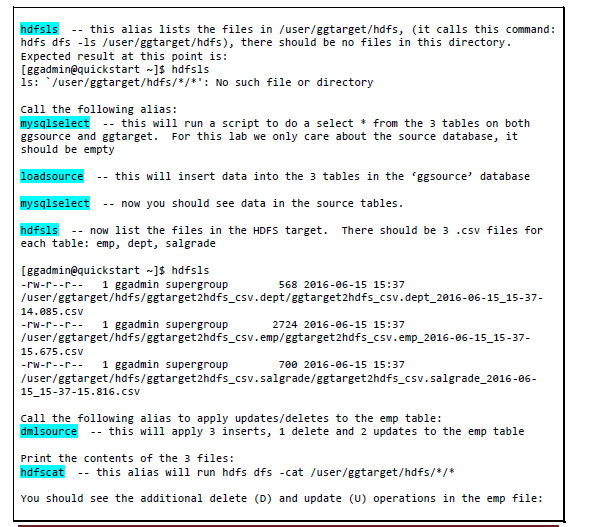 hdfsls -- this alias lists the files in /user/ggtarget/hdfs, (it calls this command:
hdfs dfs -ls /user/ggtarget/hdfs), there should be no files in this directory.
Expected result at this point is:
[ggadmin@quickstart ~]$ hdfsls
ls: `/user/ggtarget/hdfs/*/*': No such file or directory
Call the following alias:
mysqlselect -- this will run a script to do a select * from the 3 tables on both
ggsource and ggtarget. For this lab we only care about the source database, it
should be empty
loadsource -- this will insert data into the 3 tables in the ‘ggsource’ database
mysqlselect -- now you should see data in the source tables.
hdfsls -- now list the files in the HDFS target. There should be 3 .csv files for
each table: emp, dept, salgrade
[ggadmin@quickstart ~]$ hdfsls
-rw-r--r-- 1 ggadmin supergroup 568 2016-06-15 15:37
/user/ggtarget/hdfs/ggtarget2hdfs_csv.dept/ggtarget2hdfs_csv.dept_2016-06-15_15-37-
14.085.csv
-rw-r--r-- 1 ggadmin supergroup 2724 2016-06-15 15:37
/user/ggtarget/hdfs/ggtarget2hdfs_csv.emp/ggtarget2hdfs_csv.emp_2016-06-15_15-37-
15.675.csv
-rw-r--r-- 1 ggadmin supergroup 700 2016-06-15 15:37
/user/ggtarget/hdfs/ggtarget2hdfs_csv.salgrade/ggtarget2hdfs_csv.salgrade_2016-06-
15_15-37-15.816.csv
Call the following alias to apply updates/deletes to the emp table:
dmlsource -- this will apply 3 inserts, 1 delete and 2 updates to the emp table
Print the contents of the 3 files:
hdfscat -- this alias will run hdfs dfs -cat /user/ggtarget/hdfs/*/*
You should see the additional delete (D) and update (U) operations in the emp file: